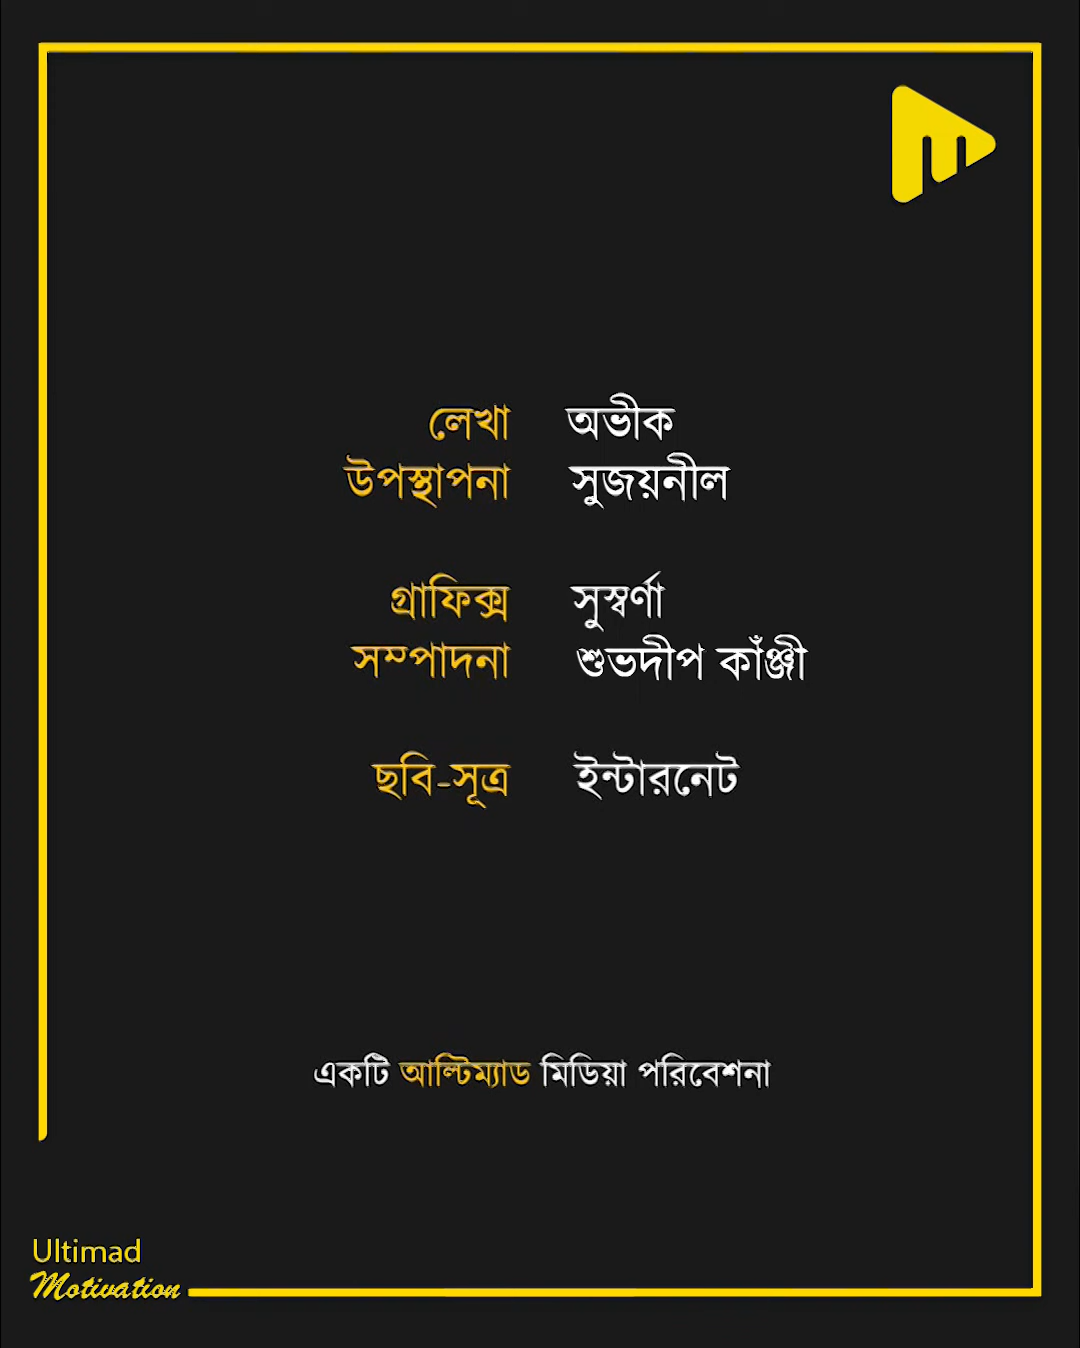 লেখা অভীক
উপস্থাপনা সুজয়নীল
গ্রাফিক্স সুস্বর্ণা
সম্পাদনা শুভদীপ কাঁঞ্জী
ছবি-সূত্র ইন্টারনেট
একটি আল্টিম্যাড মিডিয়া পরিবেশনা
Ultimad
Motivation